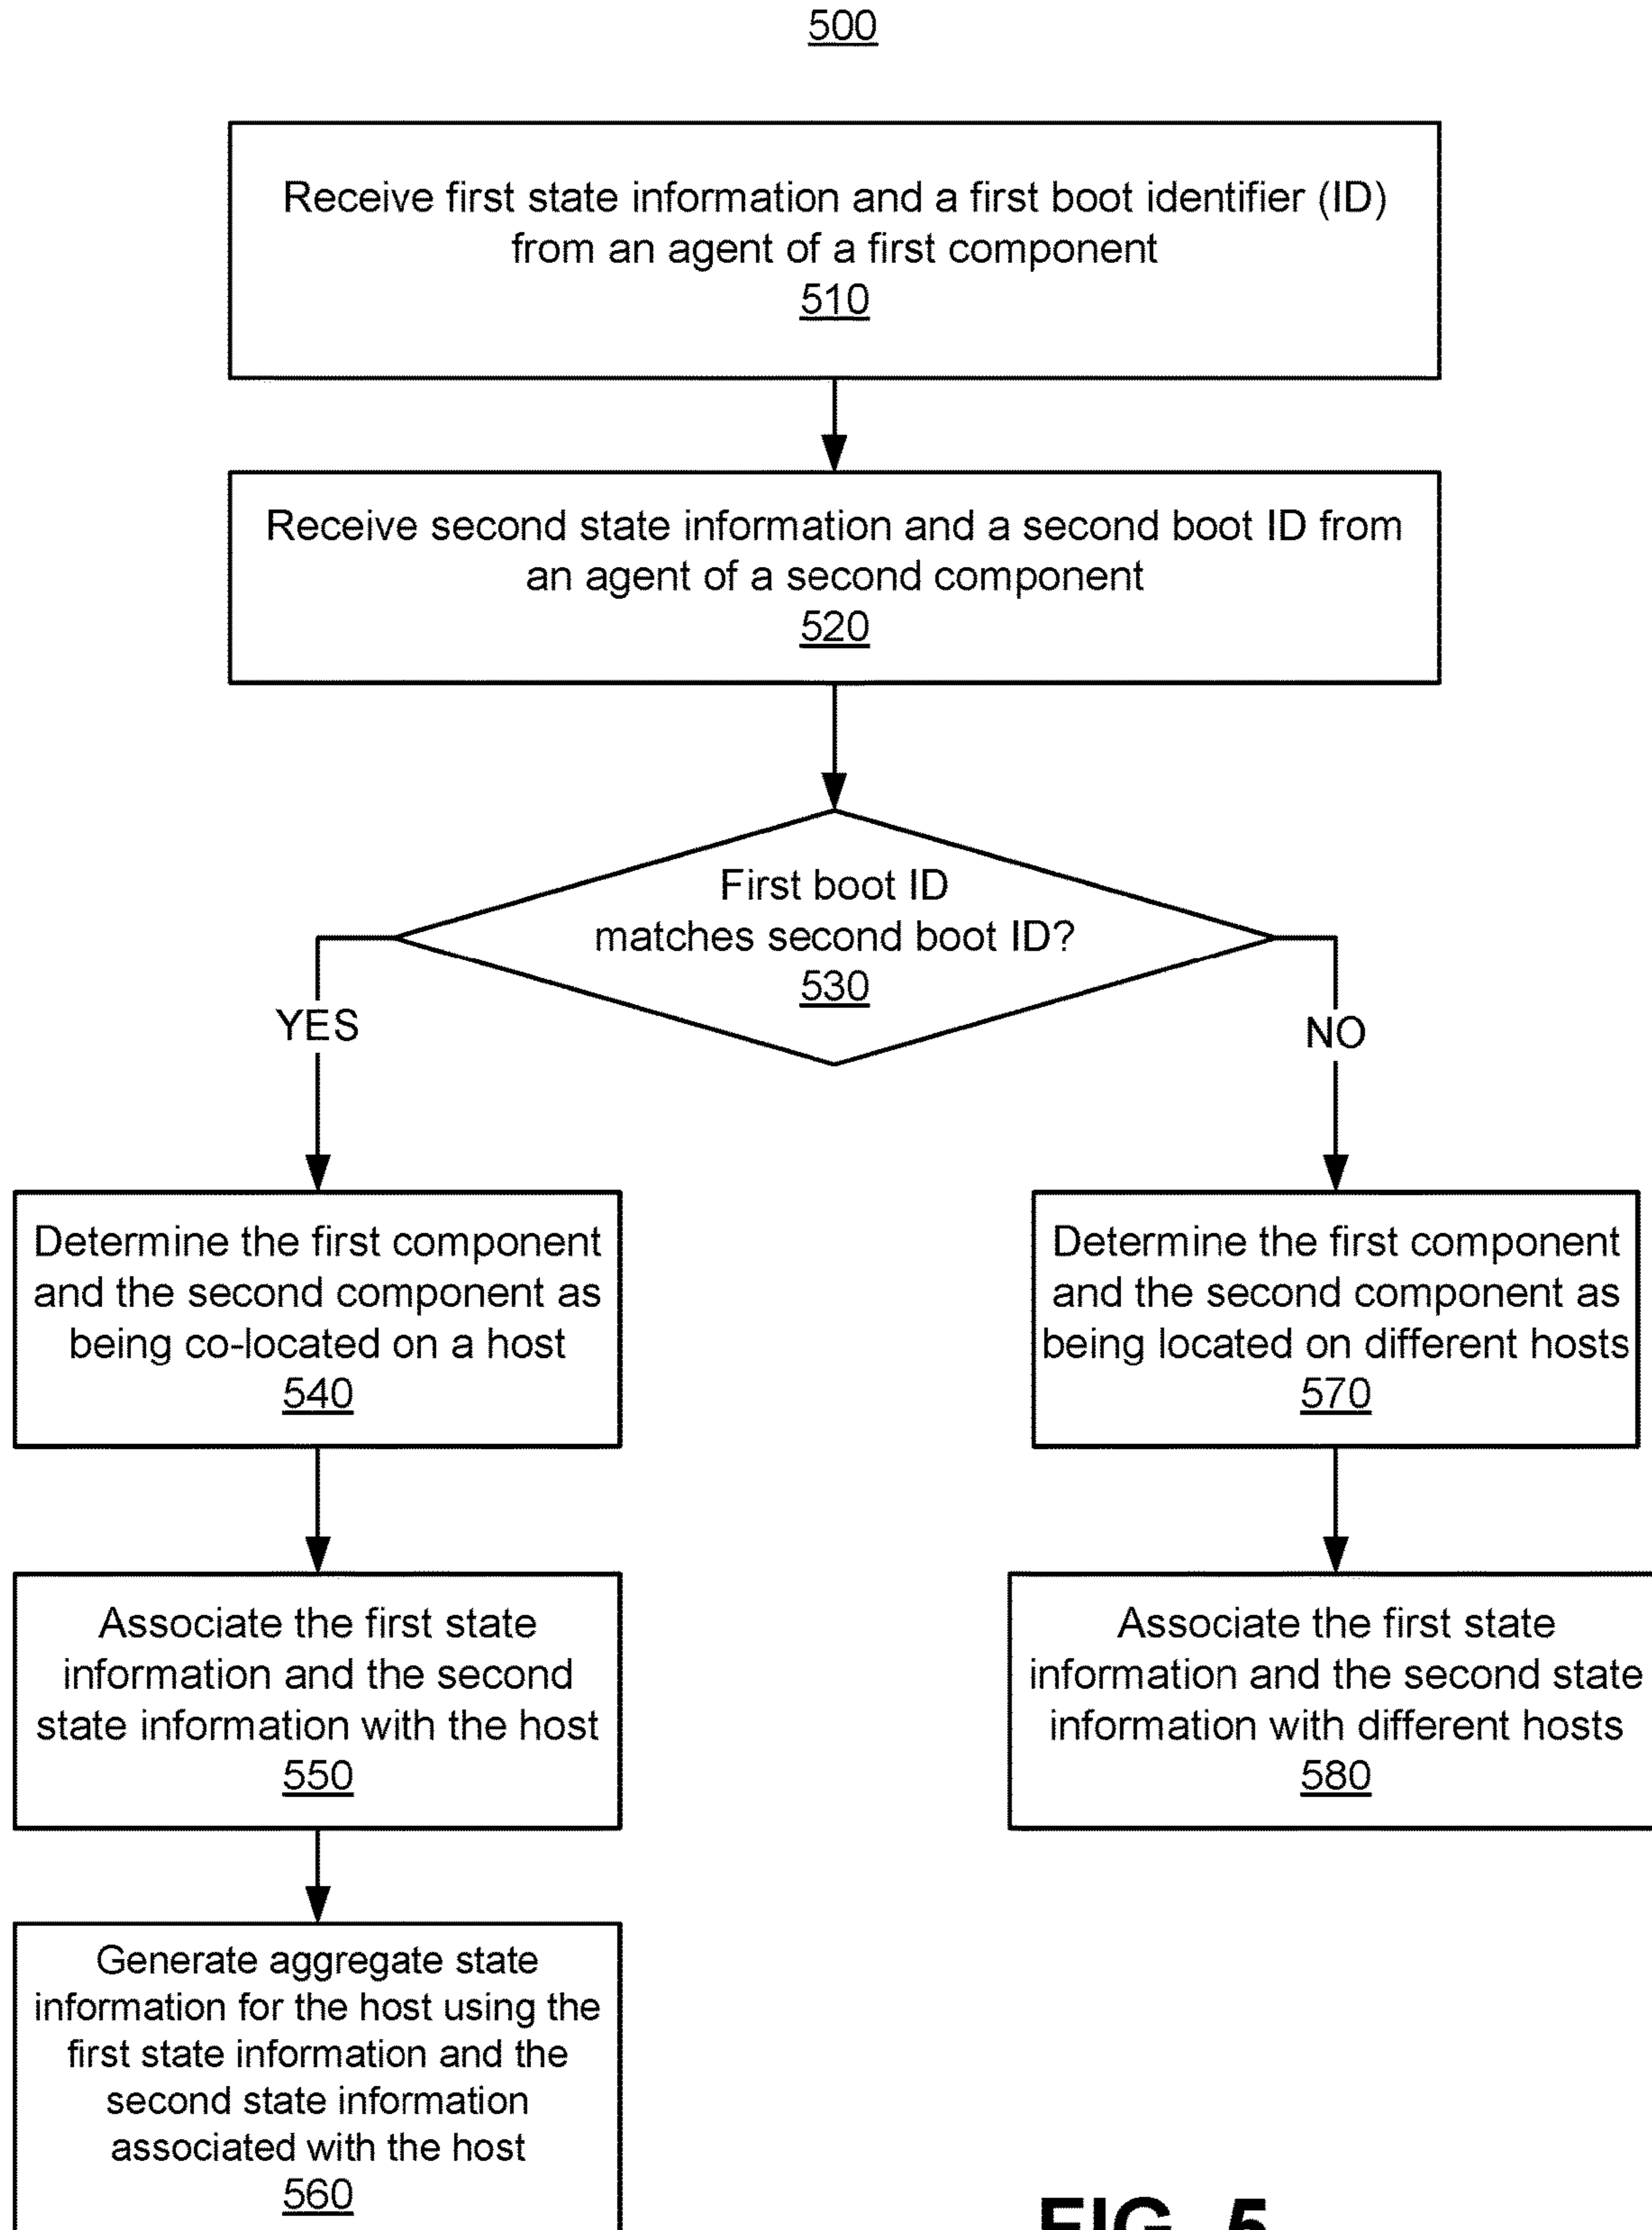 500
Receive first state information and a first boot identifier (ID)
from an agent of a first component
510
Receive second state information and a second boot ID from
an agent of a second component
520
First boot ID
matches second boot ID?
530
YES
NO
Determine the first component
and the second component as
being co-located on a host
540
Determine the first component
and the second component as
being located on different hosts
570
Associate the first state
information and the second
state information with the host
550
Associate the first state
information and the second state
information with different hosts
580
Generate aggregate state
information for the host using the
first state information and the
second state information
associated with the host
560
FIG. 5